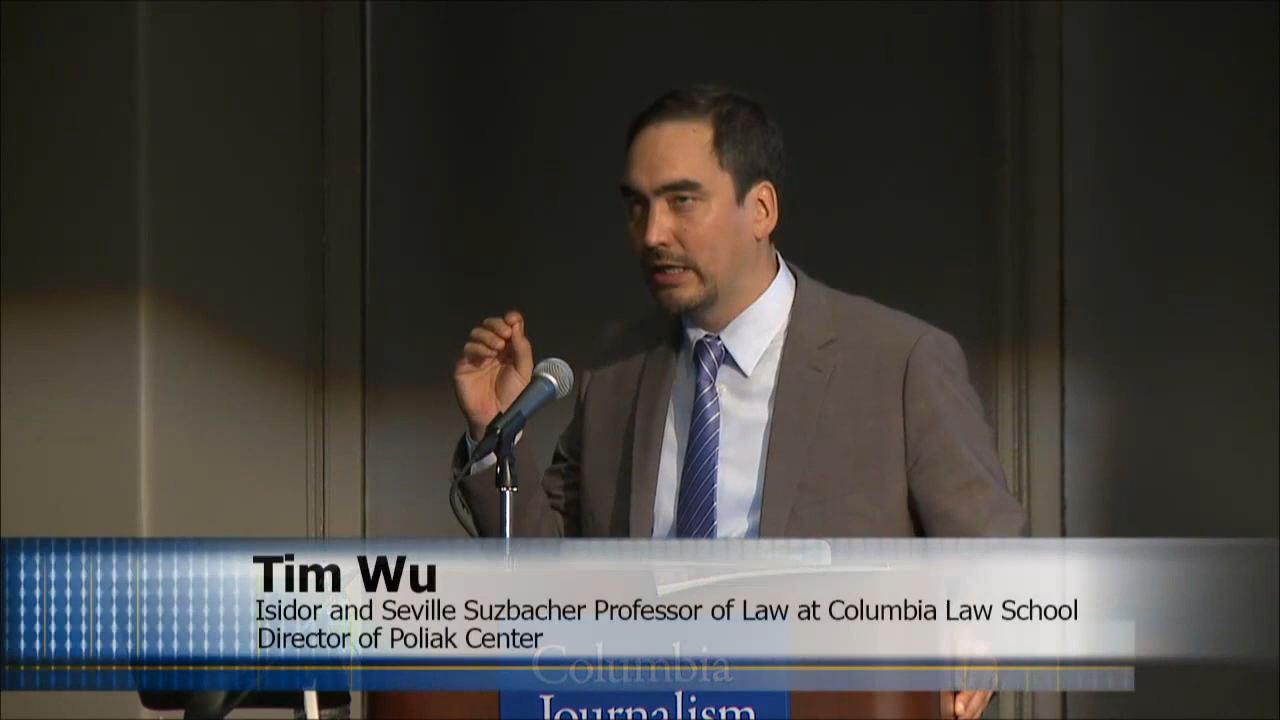 Tim Wu
Isidor and Seville Suzbacher Professor of Law at Columbia Law School
Director of Poliak Center
Columbia
Journalism